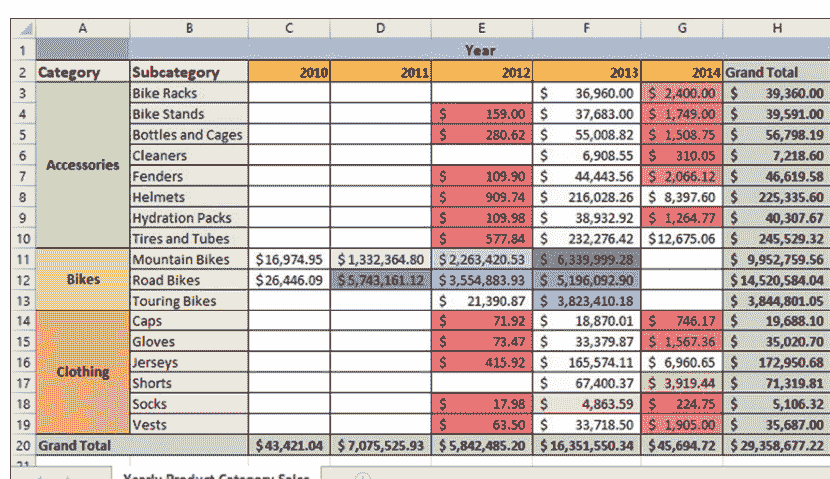 A B C D E F G H
1 Year
2 Category Subcategory 2010 2011 2012 2013 2014 Grand Total
3 Bike Racks $ 36,960.00 $ 2,400.00 $ 39,360.00
4 Bike Stands $ 159.00 $ 37,683.00 $ 1,749.00 $ 39,591.00
5 Bottles and Cages $ 280.62 $ 55,008.82 $ 1,508.75 $ 56,798.19
6 Cleaners $ 6,908.55 $ 310.05 $ 7,218.60
Accessories
7 Fenders $ 109.90 $ 44,443.56 $ 2,066.12 $ 46,619.58
8 Helmets $ 909.74 $ 216,028.26 $ 8,397.60 $ 225,335.60
9 Hydration Packs $ 109.98 $ 38,932.92 $ 1,264.77 $ 40,307.67
10 Tires and Tubes $ 577.84 $ 232,276.42 $12,675.06 $ 245,529.32
11 Mountain Bikes $16,974.95 $1,332,364.80 $2,263,420.53 $ 6,339,999.28 $ 9,952,759.56
12 Bikes Road Bikes $26,446.09 $5,743,161.12 $3,554,883.93 $ 5,196,092.90 $14,520,584.04
13 Touring Bikes $ 21,390.87 $ 3,823,410.18 $ 3,844,801.05
14 Caps $ 71.92 $ 18,870.01 $ 746.17 $ 19,688.10
15 Gloves $ 73.47 $ 33,379.87 $ 1,567.36 $ 35,020.70
16 Jerseys $ 415.92 $ 165,574.11 $ 6,960.65 $ 172,950.68
Clothing
17 Shorts $ 67,400.37 $ 3,919.44 $ 71,319.81
18 Socks $ 17.98 $ 4,863.59 $ 224.75 $ 5,106.32
19 Vests $ 63.50 $ 33,718.50 $ 1,905.00 $ 35,687.00
20 Grand Total $43,421.04 $7,075,525.93 $5,842,485.20 $16,351,550.34 $45,694.72 $29,358,677.22
21
Yearly Product Category Sales